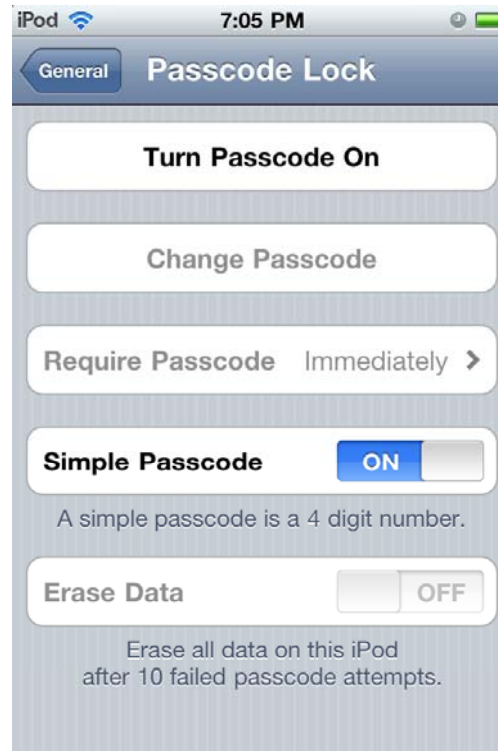 iPod 7:05 PM
General Passcode Lock
Turn Passcode On
Change Passcode
Require Passcode Immediately
Simple Passcode ON
A simple passcode is a 4 digit number.
Erase Data OFF
Erase all data on this iPod
after 10 failed passcode attempts.